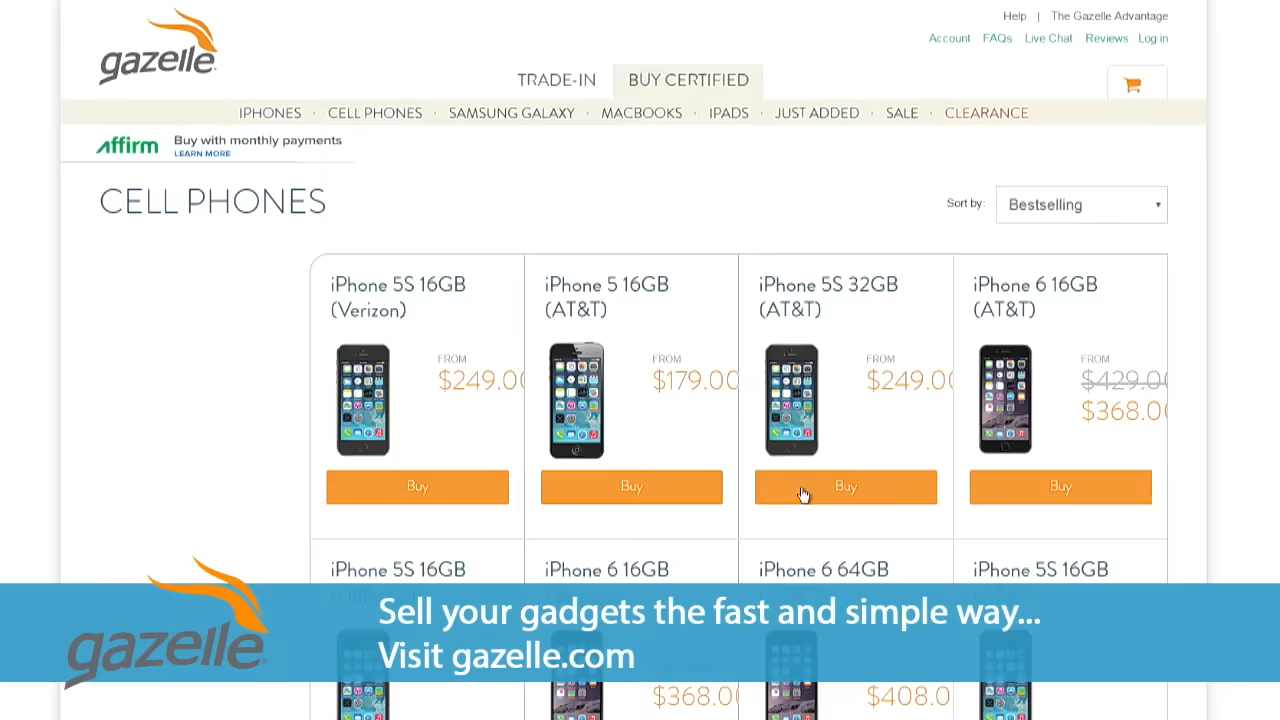 gazelle
Help | The Gazelle Advantage
Account FAQs Live Chat Reviews Log in
TRADE-IN BUY CERTIFIED
IPHONES · CELL PHONES · SAMSUNG GALAXY · MACBOOKS · IPADS · JUST ADDED · SALE · CLEARANCE
affirm Buy with monthly payments
LEARN MORE
CELL PHONES
Sort by: Bestselling
iPhone 5S 16GB
(Verizon)
FROM
$249.00
Buy
iPhone 5 16GB
(AT&T)
FROM
$179.00
Buy
iPhone 5S 32GB
(AT&T)
FROM
$249.00
Buy
iPhone 6 16GB
(AT&T)
FROM
$429.00
$368.00
Buy
iPhone 5S 16GB
iPhone 6 16GB
$368.00
iPhone 6 64GB
$408.0
iPhone 5S 16GB
gazelle
Sell your gadgets the fast and simple way...
Visit gazelle.com